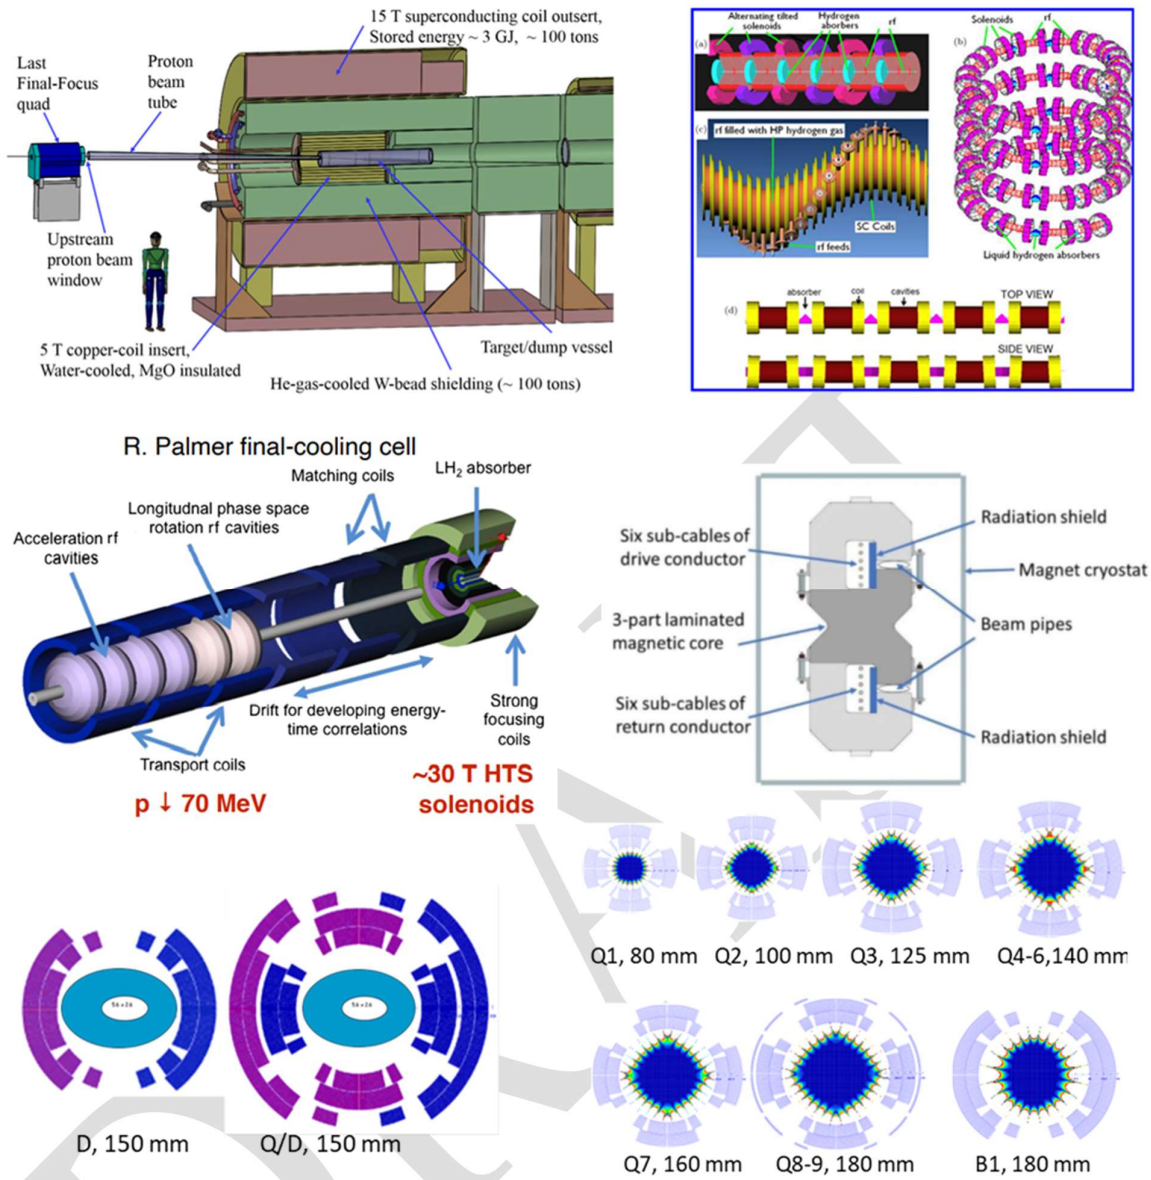 15 T superconducting coil outsert,
Stored energy ~ 3 GJ, ~ 100 tons
Last
Final-Focus
quad
Proton
beam
tube
Upstream
proton beam
window
5 T copper-coil insert,
Water-cooled, MgO insulated
Target/dump vessel
He-gas-cooled W-bead shielding (~ 100 tons)
(a)
Alternating tilted
solenoids
Hydrogen
aborbers
rf
(b)
Solenoids
rf
Liquid hydrogen absorbers
(c)
rf filled with HP hydrogen gas
SC Coils
rf feeds
(d)
absorber
coil
cavities
TOP VIEW
SIDE VIEW
R. Palmer final-cooling cell
Matching coils
LH2 absorber
Longitudnal phase space
rotation rf cavities
Acceleration rf
cavities
Drift for developing energy-
time correlations
Strong
focusing
coils
Transport coils
p ↓ 70 MeV
~30 T HTS
solenoids
Six sub-cables of
drive conductor
Radiation shield
Magnet cryostat
3-part laminated
magnetic core
Beam pipes
Six sub-cables of
return conductor
Radiation shield
D, 150 mm
Q/D, 150 mm
Q1, 80 mm
Q2, 100 mm
Q3, 125 mm
Q4-6,140mm
Q7, 160 mm
Q8-9, 180 mm
B1, 180 mm